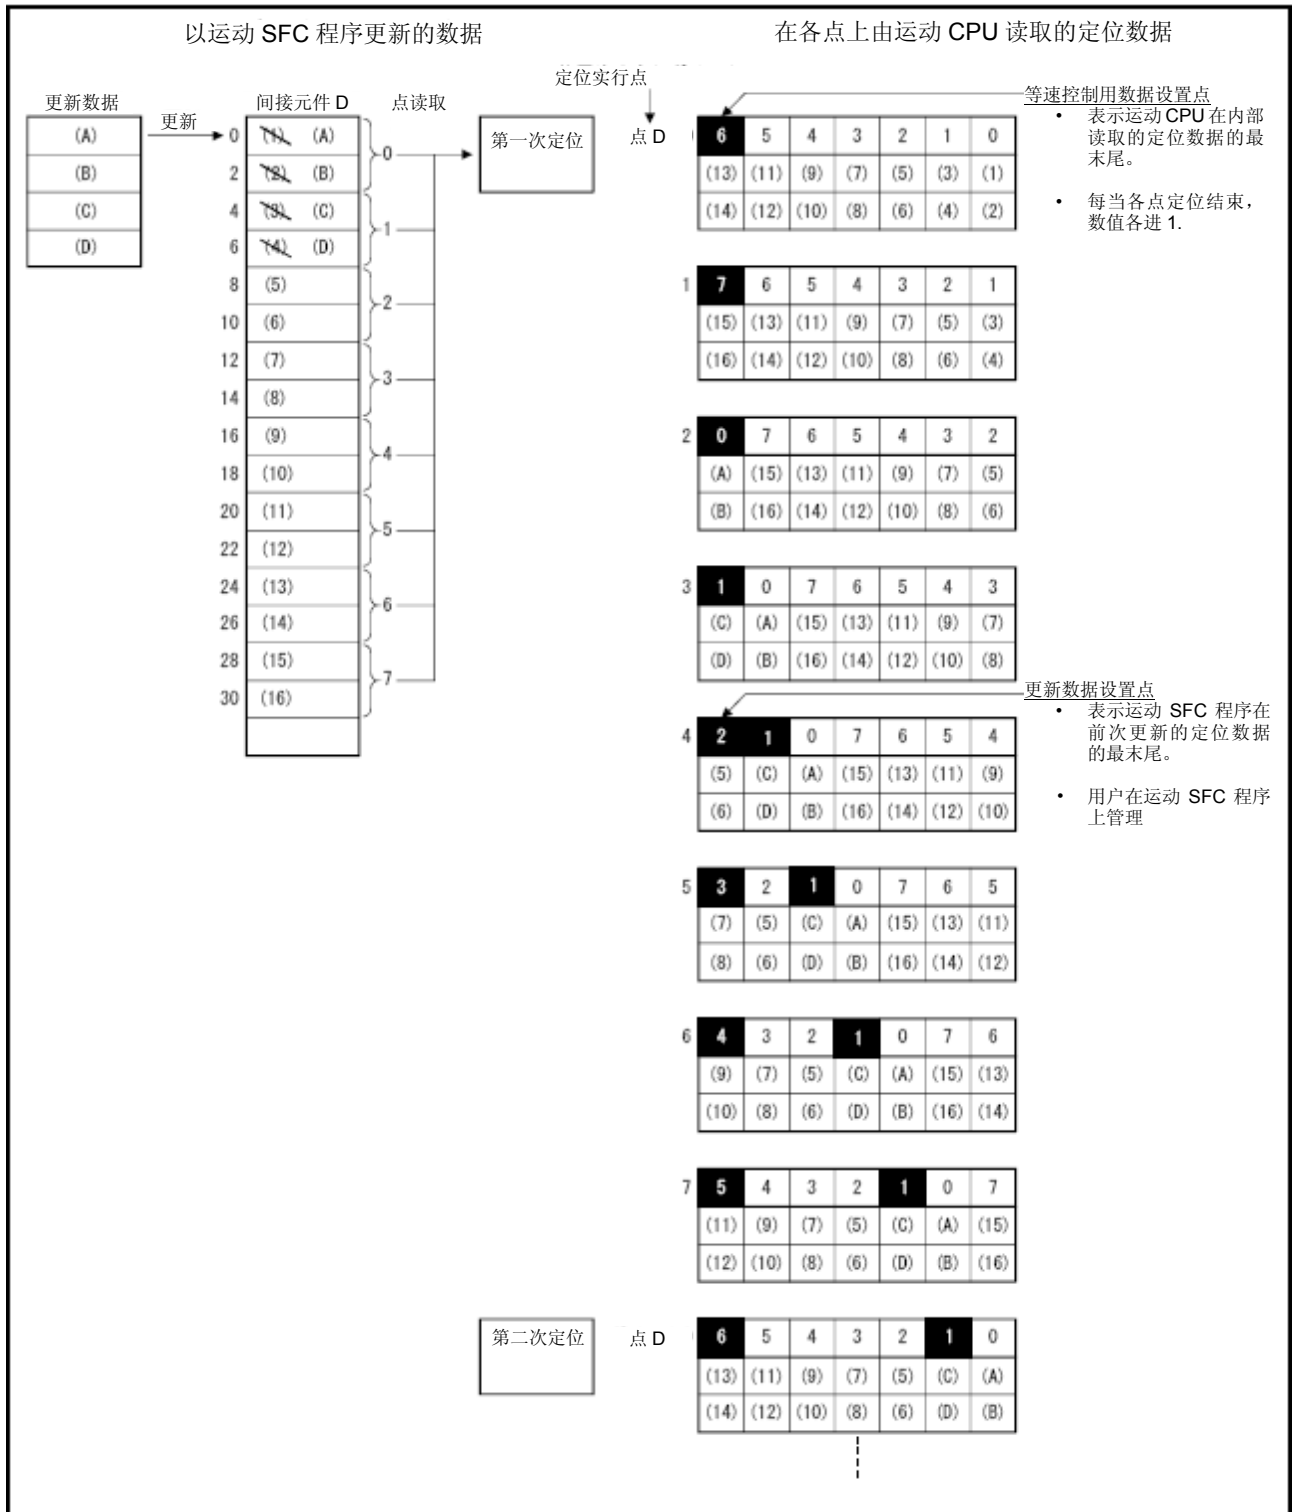 以运动 SFC 程序更新的数据
在各点上由运动 CPU 读取的定位数据
定位实行点
更新数据
更新
间接元件 D
点读取
(A)
(B)
(C)
(D)
0 (1) (A)
2 (2) (B)
4 (3) (C)
6 (4) (D)
8 (5)
10 (6)
12 (7)
14 (8)
16 (9)
18 (10)
20 (11)
22 (12)
24 (13)
26 (14)
28 (15)
30 (16)
0
1
2
3
4
5
6
7
第一次定位
点 D
6 5 4 3 2 1 0
(13) (11) (9) (7) (5) (3) (1)
(14) (12) (10) (8) (6) (4) (2)
等速控制用数据设置点
• 表示运动 CPU 在内部
读取的定位数据的最
末尾。
• 每当各点定位结束，
数值各进 1.
1 7 6 5 4 3 2 1
(15) (13) (11) (9) (7) (5) (3)
(16) (14) (12) (10) (8) (6) (4)
2 0 7 6 5 4 3 2
(A) (15) (13) (11) (9) (7) (5)
(B) (16) (14) (12) (10) (8) (6)
3 1 0 7 6 5 4 3
(C) (A) (15) (13) (11) (9) (7)
(D) (B) (16) (14) (12) (10) (8)
更新数据设置点
• 表示运动 SFC 程序在
前次更新的定位数据
的最末尾。
• 用户在运动 SFC 程序
上管理
4 2 1 0 7 6 5 4
(5) (C) (A) (15) (13) (11) (9)
(6) (D) (B) (16) (14) (12) (10)
5 3 2 1 0 7 6 5
(7) (5) (C) (A) (15) (13) (11)
(8) (6) (D) (B) (16) (14) (12)
6 4 3 2 1 0 7 6
(9) (7) (5) (C) (A) (15) (13)
(10) (8) (6) (D) (B) (16) (14)
7 5 4 3 2 1 0 7
(11) (9) (7) (5) (C) (A) (15)
(12) (10) (8) (6) (D) (B) (16)
第二次定位
点 D
6 5 4 3 2 1 0
(13) (11) (9) (7) (5) (C) (A)
(14) (12) (10) (8) (6) (D) (B)